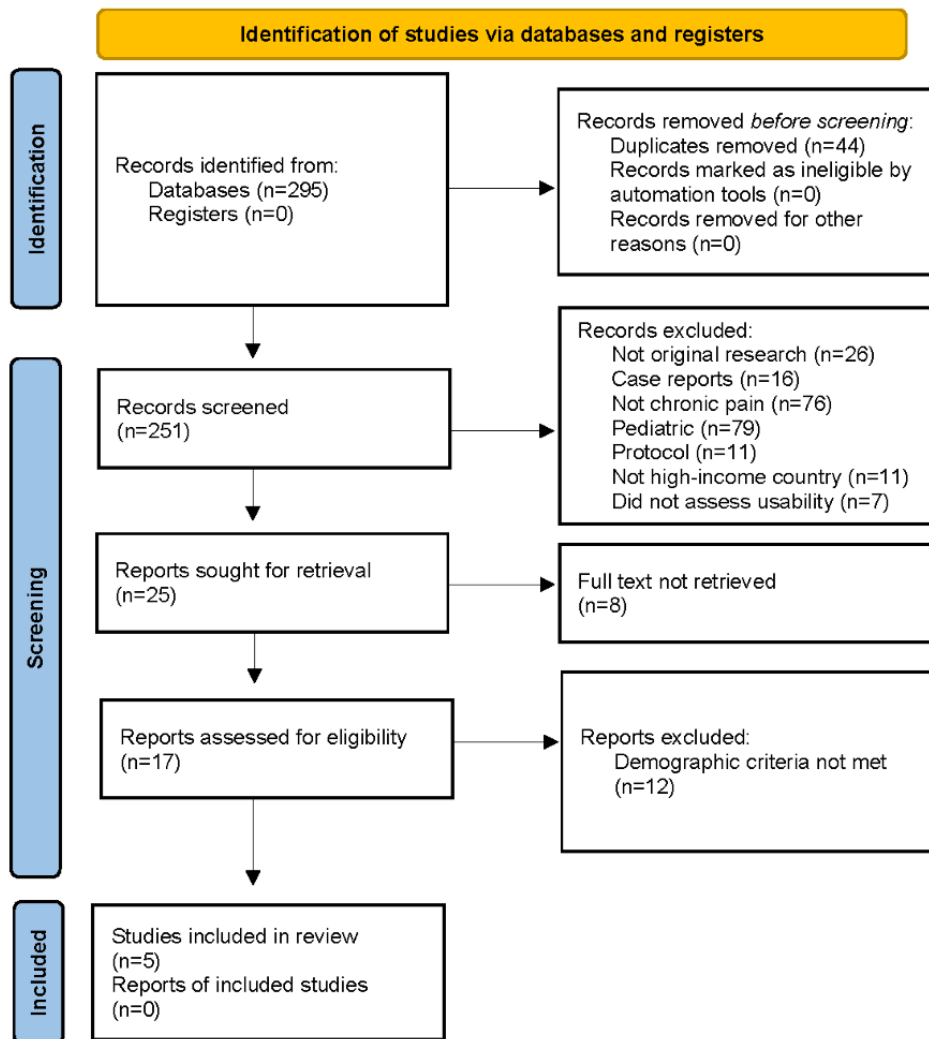 Identification of studies via databases and registers
Identification
Records identified from:
Databases (n=295)
Registers (n=0)
Records removed before screening:
Duplicates removed (n=44)
Records marked as ineligible by
automation tools (n=0)
Records removed for other
reasons (n=0)
Screening
Records screened
(n=251)
Records excluded:
Not original research (n=26)
Case reports (n=16)
Not chronic pain (n=76)
Pediatric (n=79)
Protocol (n=11)
Not high-income country (n=11)
Did not assess usability (n=7)
Reports sought for retrieval
(n=25)
Full text not retrieved
(n=8)
Reports assessed for eligibility
(n=17)
Reports excluded:
Demographic criteria not met
(n=12)
Included
Studies included in review
(n=5)
Reports of included studies
(n=0)